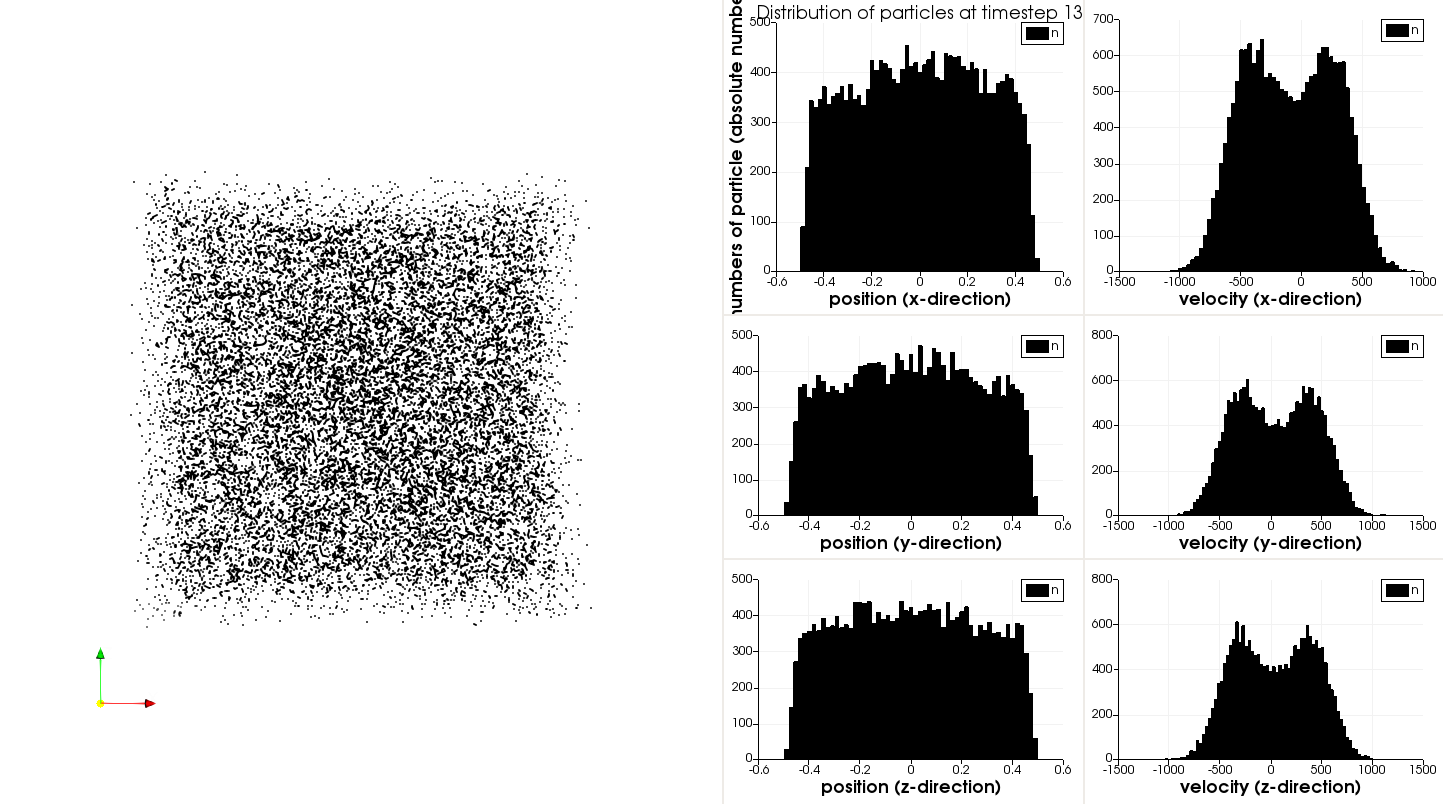 Distribution of particles at timestep 13
numbers of particle (absolute numbe
500
400
300
200
100
0
-0.6 -0.4 -0.2 0 0.2 0.4 0.6
position (x-direction)
n
700
600
500
400
300
200
100
0
-1500 -1000 -500 0 500 1000
velocity (x-direction)
n
500
400
300
200
100
0
-0.6 -0.4 -0.2 0 0.2 0.4 0.6
position (y-direction)
n
800
600
400
200
0
-1500 -1000 -500 0 500 1000 1500
velocity (y-direction)
n
500
400
300
200
100
0
-0.6 -0.4 -0.2 0 0.2 0.4 0.6
position (z-direction)
n
800
600
400
200
0
-1500 -1000 -500 0 500 1000 1500
velocity (z-direction)
n